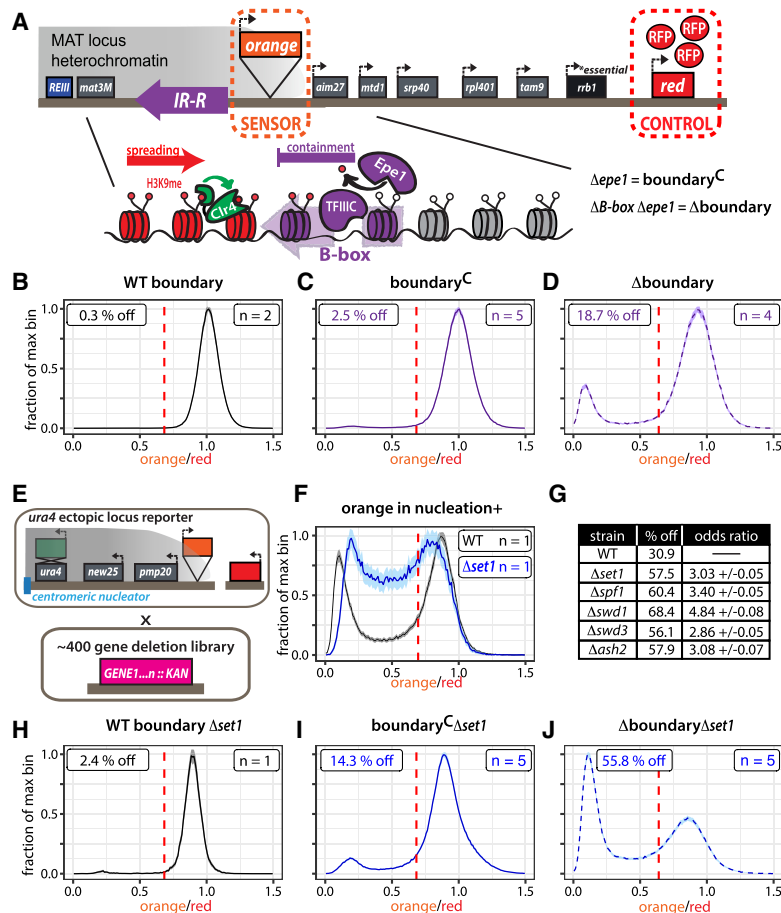 A
MAT locus
heterochromatin
orange
REIII
mat3M
IR-R
SENSOR
aim27
mtd1
srp40
rpl401
tam9
*essential
rrb1
RFP
RFP
RFP
red
CONTROL
spreading
H3K9me
Clr4
containment
Epe1
TFIIIC
B-box
Δepe1 = boundaryC
ΔB-box Δepe1 = Δboundary
B
WT boundary
0.3 % off
n = 2
fraction of max bin
1.0
0.5
0.0
0.0
0.5
1.0
1.5
orange/red
C
boundaryC
2.5 % off
n = 5
0.0
0.5
1.0
1.5
orange/red
D
Δboundary
18.7 % off
n = 4
0.0
0.5
1.0
1.5
orange/red
E
ura4 ectopic locus reporter
ura4
new25
pmp20
centromeric nucleator
x
~400 gene deletion library
GENE1...n :: KAN
F
orange in nucleation+
WT n = 1
Δset1 n = 1
fraction of max bin
1.0
0.5
0.0
0.0
0.5
1.0
1.5
orange/red
G
strain % off odds ratio
WT 30.9 —
Δset1 57.5 3.03 +/-0.05
Δspf1 60.4 3.40 +/-0.05
Δswd1 68.4 4.84 +/-0.08
Δswd3 56.1 2.86 +/-0.05
Δash2 57.9 3.08 +/-0.07
H
WT boundary Δset1
2.4 % off
n = 1
fraction of max bin
1.0
0.5
0.0
0.0
0.5
1.0
1.5
orange/red
I
boundaryCΔset1
14.3 % off
n = 5
0.0
0.5
1.0
1.5
orange/red
J
ΔboundaryΔset1
55.8 % off
n = 5
0.0
0.5
1.0
1.5
orange/red